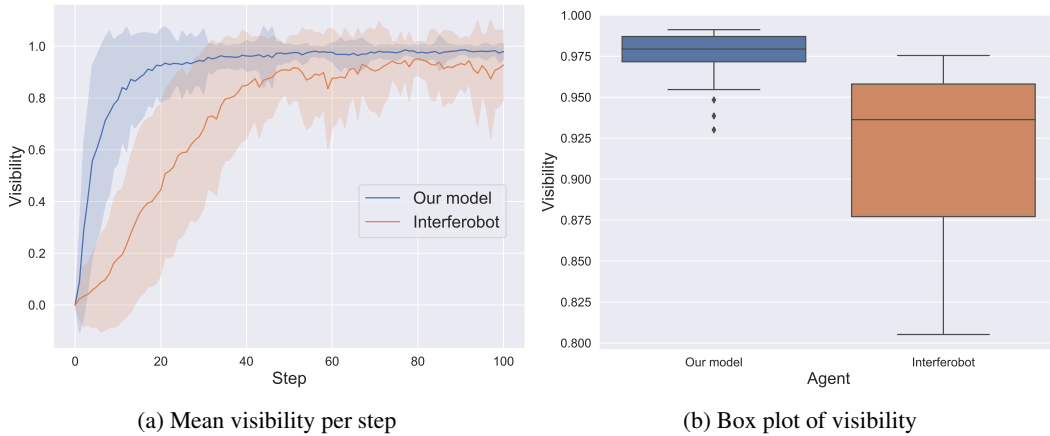 1.0
0.8
0.6
0.4
0.2
0.0
Visibility
Our model
Interferobot
0 20 40 60 80 100
Step
(a) Mean visibility per step
1.000
0.975
0.950
0.925
0.900
0.875
0.850
0.825
0.800
Visibility
Our model Interferobot
Agent
(b) Box plot of visibility